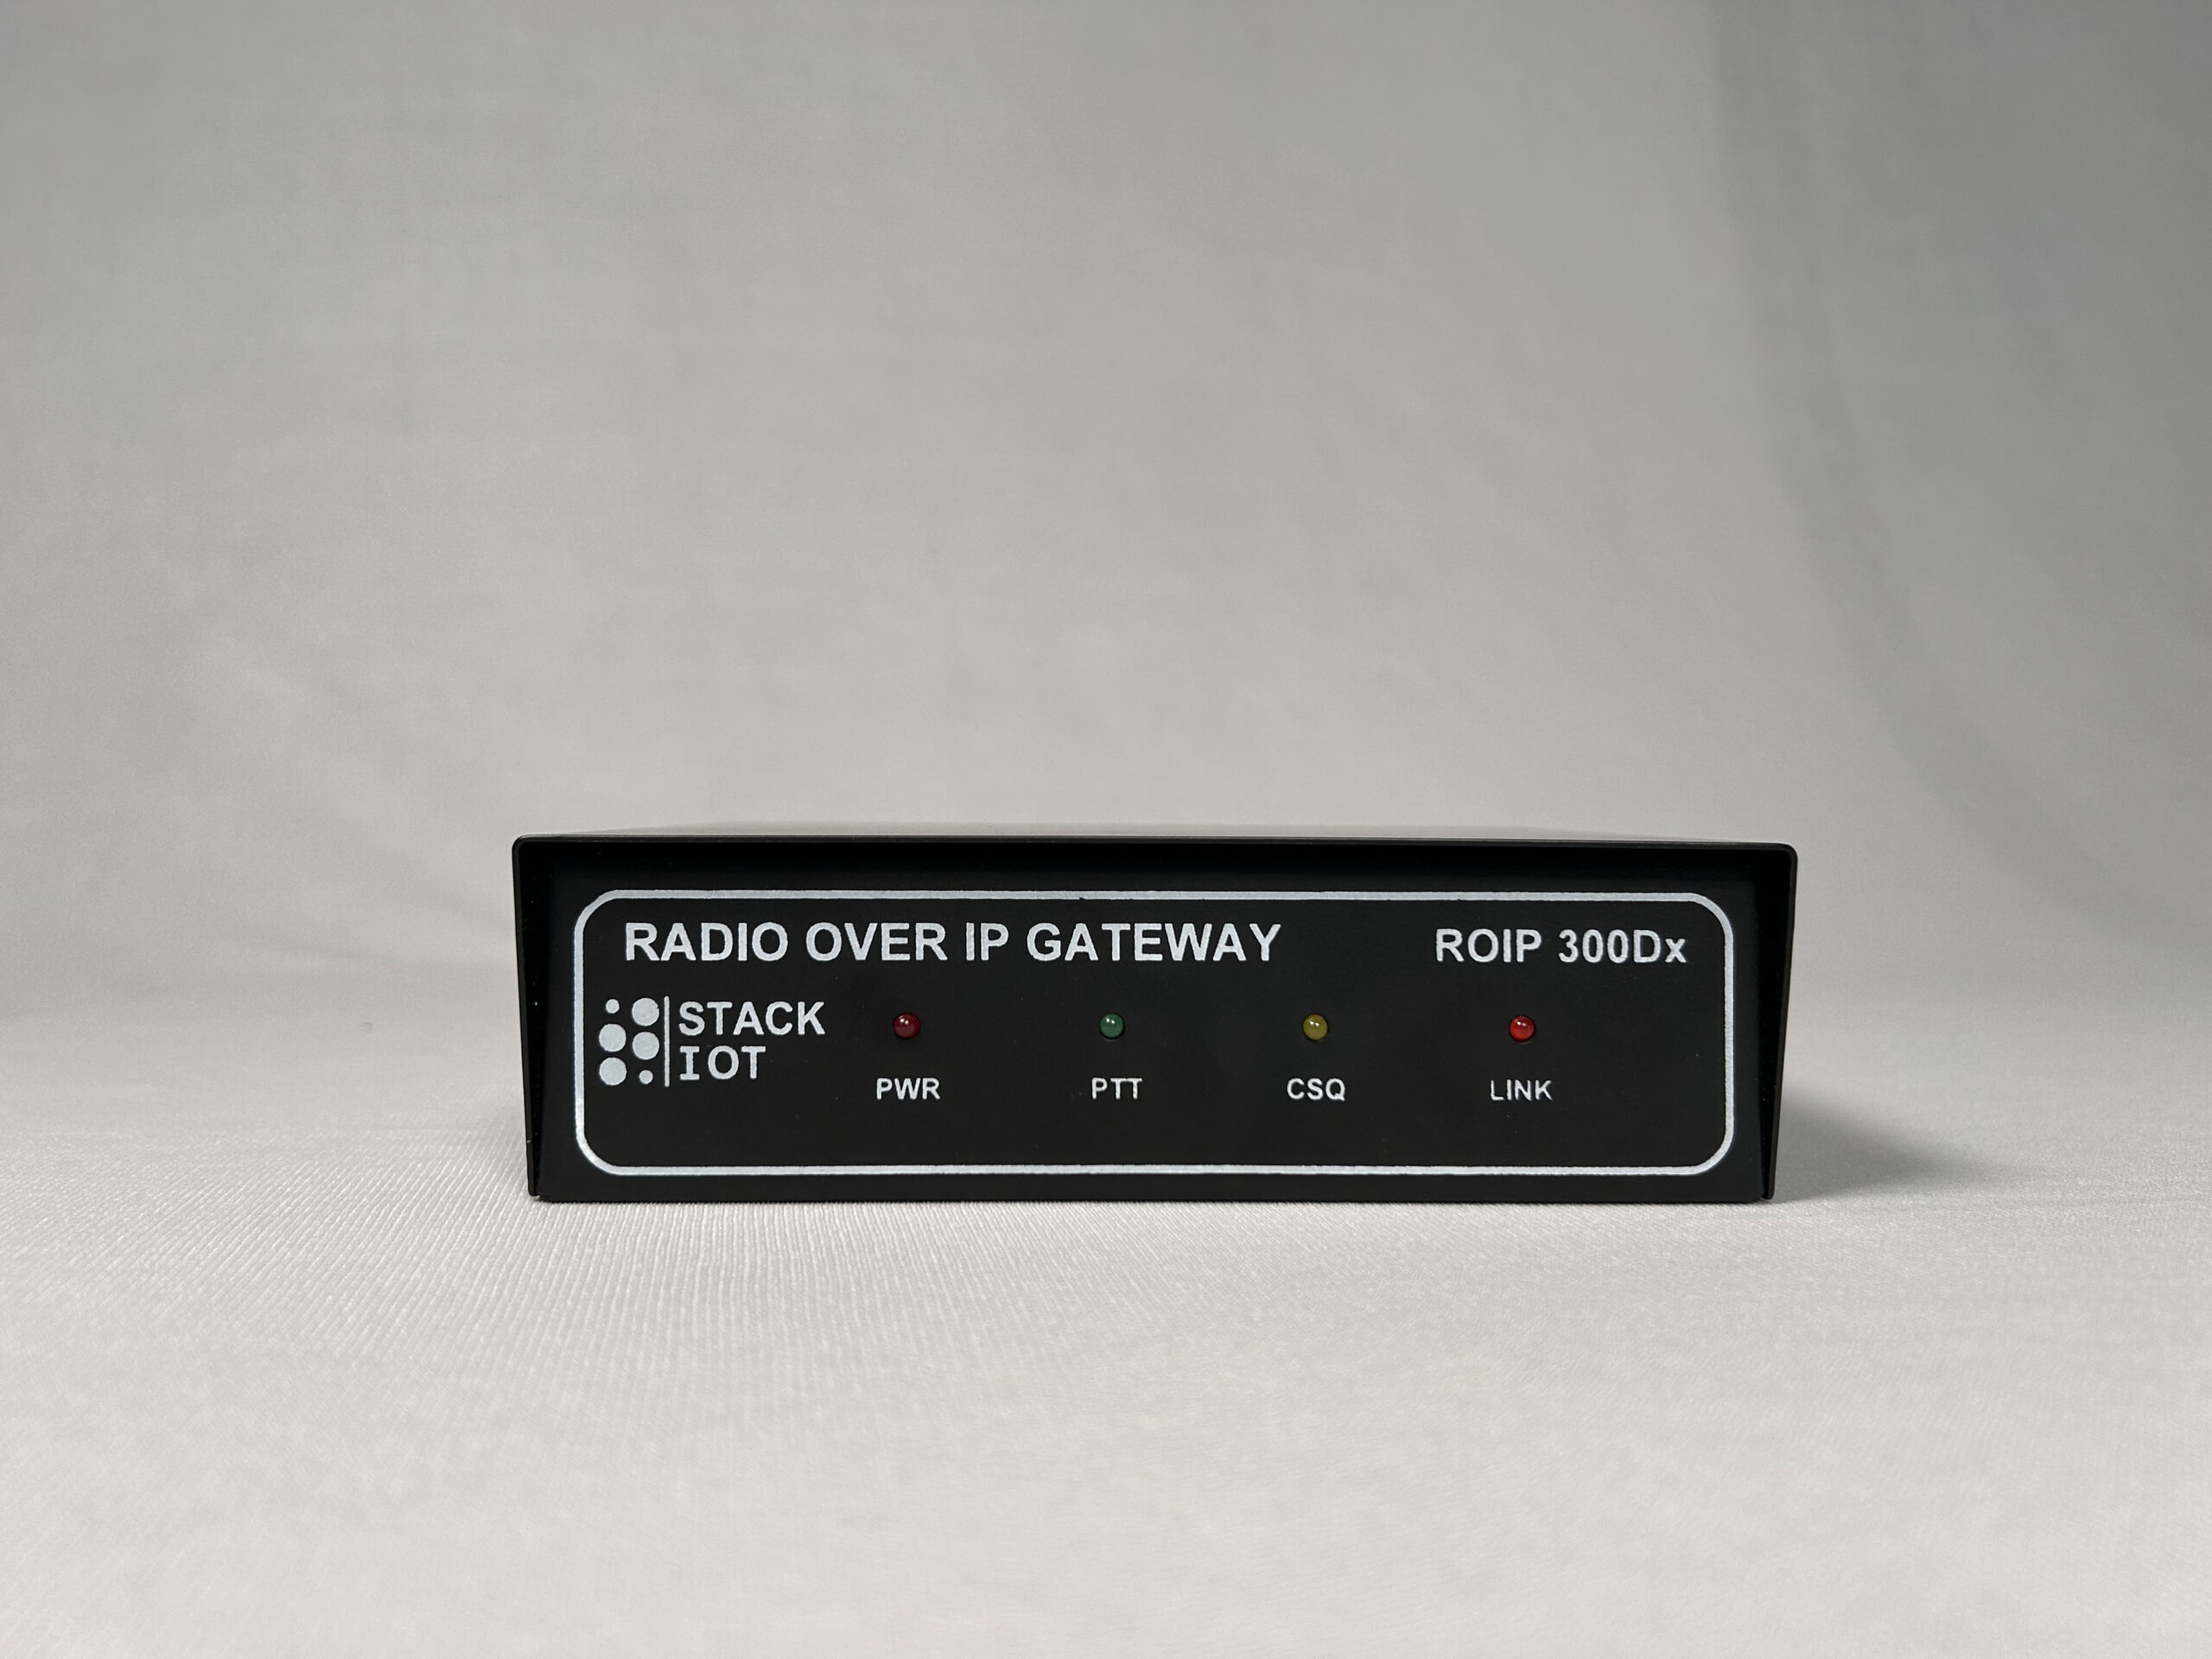 RADIO OVER IP GATEWAY ROIP 300Dx
STACK
IOT
PWR PTT CSQ LINK